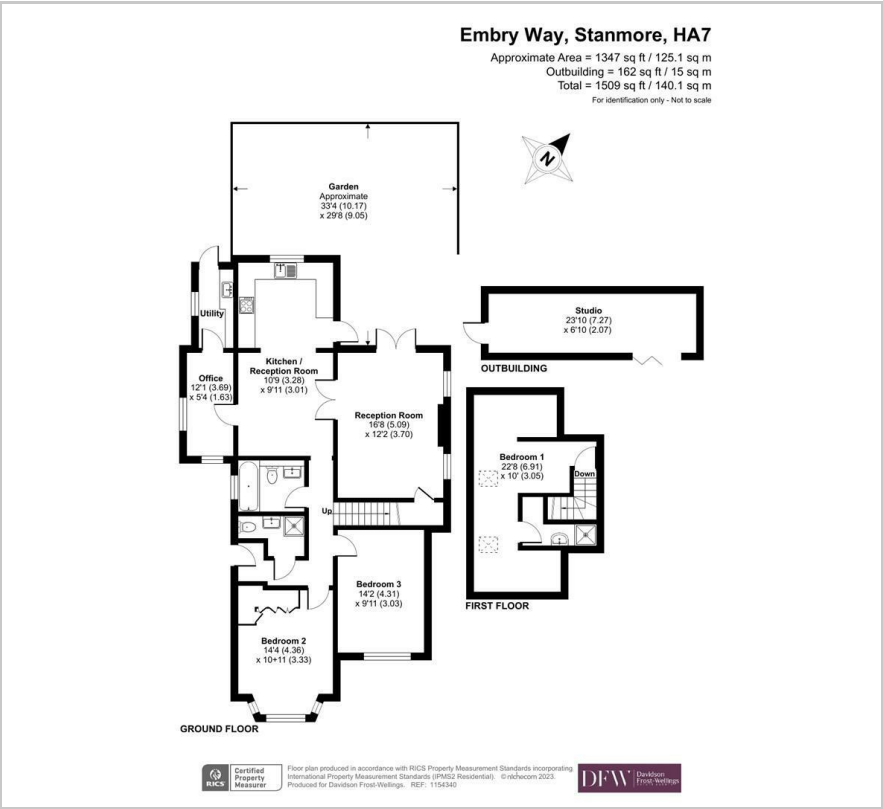 Embry Way, Stanmore, HA7
Approximate Area = 1347 sq ft / 125.1 sq m
Outbuilding = 162 sq ft / 15 sq m
Total = 1509 sq ft / 140.1 sq m
For identification only - Not to scale
N
Garden
Approximate
33'4 (10.17)
x 29'8 (9.05)
Utility
Kitchen /
Reception Room
10'9 (3.28)
x 9'11 (3.01)
Office
12'1 (3.69)
x 5'4 (1.63)
Reception Room
16'8 (5.09)
x 12'2 (3.70)
Up
Bedroom 3
14'2 (4.31)
x 9'11 (3.03)
Bedroom 2
14'4 (4.36)
x 10+11 (3.33)
GROUND FLOOR
Studio
23'10 (7.27)
x 6'10 (2.07)
OUTBUILDING
Bedroom 1
22'8 (6.91)
x 10' (3.05)
Down
FIRST FLOOR
RICS
Certified
Property
Measurer
Floor plan produced in accordance with RICS Property Measurement Standards incorporating
International Property Measurement Standards (IPMS2 Residential). © nichecom 2023.
Produced for Davidson Frost-Wellings. REF: 1154340
DFW
Davidson
Frost-Wellings